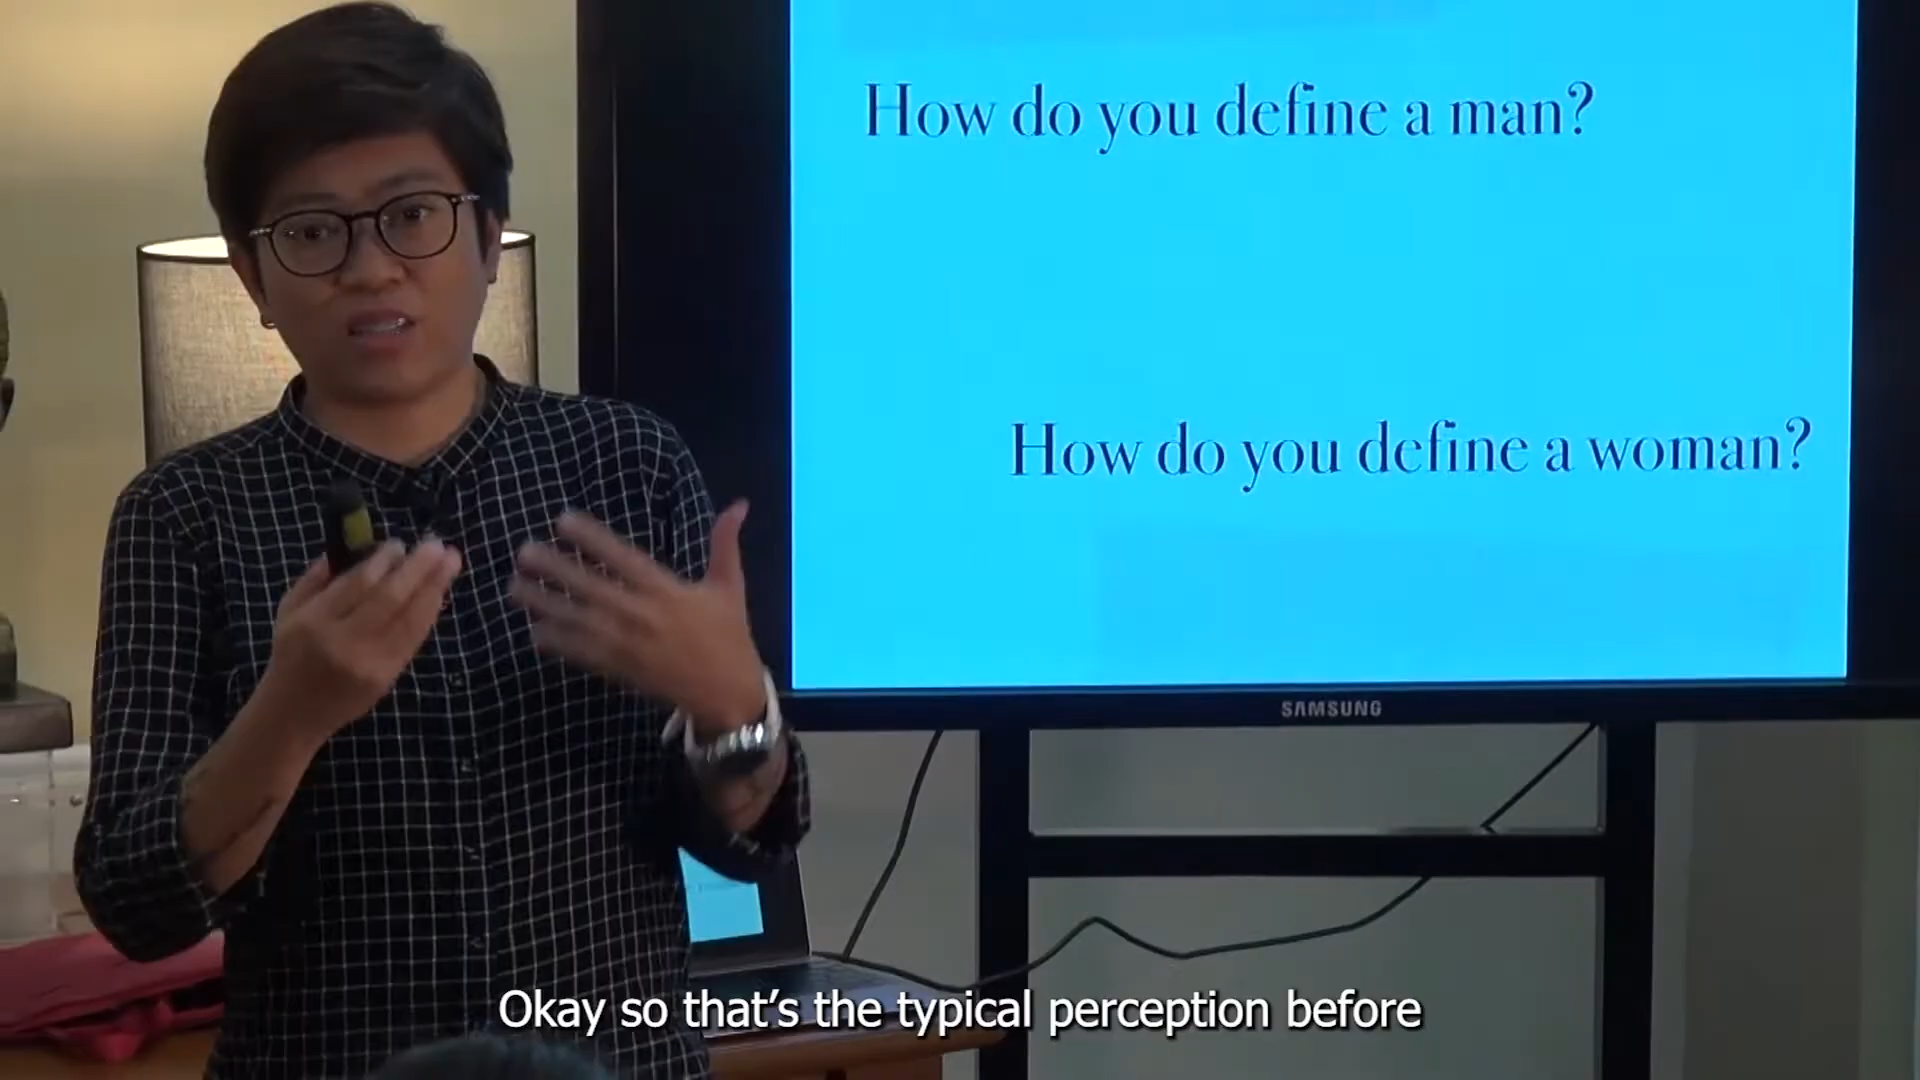 How do you define a man?
How do you define a woman?
SAMSUNG
Okay so that's the typical perception before